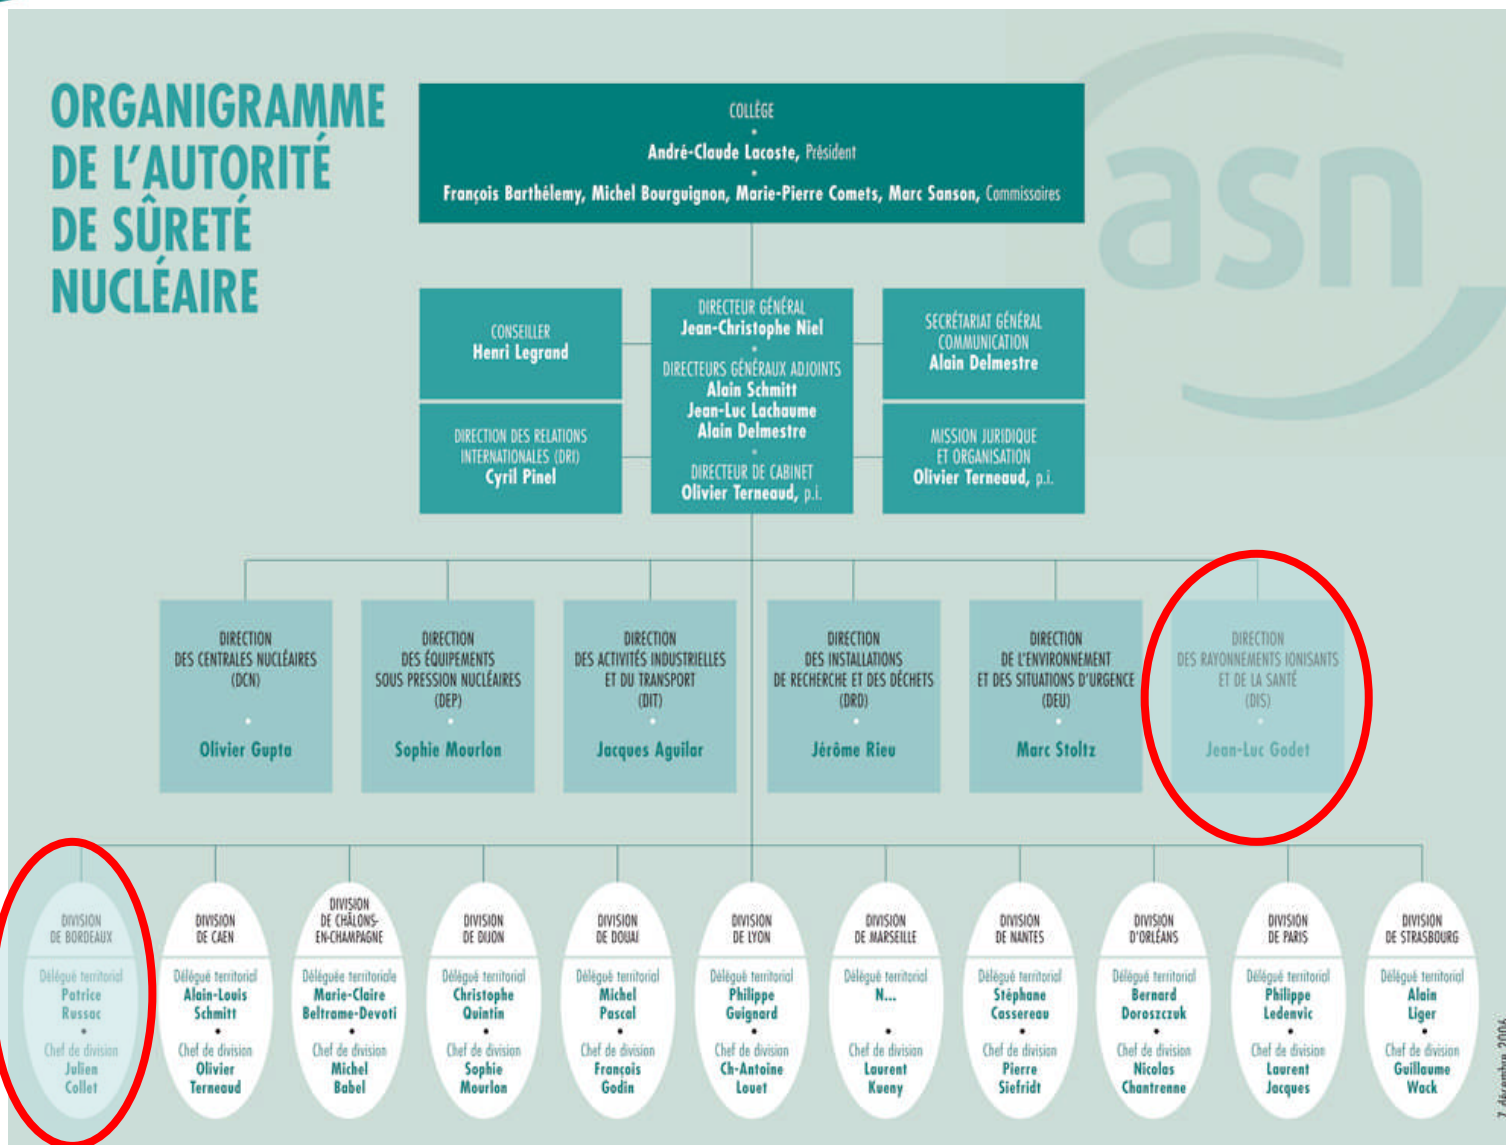 ORGANIGRAMME
DE L'AUTORITÉ
DE SÛRETÉ
NUCLÉAIRE
asn
COLLÈGE
André-Claude Lacoste, Président
François Barthélemy, Michel Bourguignon, Marie-Pierre Comets, Marc Sanson, Commissaires
CONSEILLER
Henri Legrand
DIRECTEUR GÉNÉRAL
Jean-Christophe Niel
DIRECTEURS GÉNÉRAUX ADJOINTS
Alain Schmitt
Jean-Luc Lachaume
Alain Delmestre
DIRECTEUR DE CABINET
Olivier Terneaud, p.i.
SECRÉTARIAT GÉNÉRAL
COMMUNICATION
Alain Delmestre
DIRECTION DES RELATIONS
INTERNATIONALES (DRI)
Cyril Pinel
MISSION JURIDIQUE
ET ORGANISATION
Olivier Terneaud, p.i.
DIRECTION
DES CENTRALES NUCLÉAIRES
(DCN)
Olivier Gupta
DIRECTION
DES ÉQUIPEMENTS
SOUS PRESSION NUCLÉAIRES
(DEP)
Sophie Mourlon
DIRECTION
DES ACTIVITÉS INDUSTRIELLES
ET DU TRANSPORT
(DIT)
Jacques Aguilar
DIRECTION
DES INSTALLATIONS
DE RECHERCHE ET DES DÉCHETS
(DRD)
Jérôme Rieu
DIRECTION
DE L'ENVIRONNEMENT
ET DES SITUATIONS D'URGENCE
(DEU)
Marc Stoltz
DIRECTION
DES RAYONNEMENTS IONISANTS
ET DE LA SANTÉ
(DIS)
Jean-Luc Godet
DIVISION
DE BORDEAUX
Délégué territorial
Patrice
Russac
Chef de division
Julien
Collet
DIVISION
DE CAEN
Délégué territorial
Alain-Louis
Schmitt
Chef de division
Olivier
Terneaud
DIVISION
DE CHÂLONS-
EN-CHAMPAGNE
Déléguée territoriale
Marie-Claire
Beltrame-Devoti
Chef de division
Michel
Babel
DIVISION
DE DIJON
Délégué territorial
Christophe
Quintin
Chef de division
Sophie
Mourlon
DIVISION
DE DOUAI
Délégué territorial
Michel
Pascal
Chef de division
François
Godin
DIVISION
DE LYON
Délégué territorial
Philippe
Guignard
Chef de division
Ch-Antoine
Louet
DIVISION
DE MARSEILLE
Délégué territorial
N...
Chef de division
Laurent
Kueny
DIVISION
DE NANTES
Délégué territorial
Stéphane
Cassereau
Chef de division
Pierre
Siefridt
DIVISION
D'ORLÉANS
Délégué territorial
Bernard
Doroszczuk
Chef de division
Nicolas
Chantrenne
DIVISION
DE PARIS
Délégué territorial
Philippe
Ledenvic
Chef de division
Laurent
Jacques
DIVISION
DE STRASBOURG
Délégué territorial
Alain
Liger
Chef de division
Guillaume
Wack
7 décembre 2006